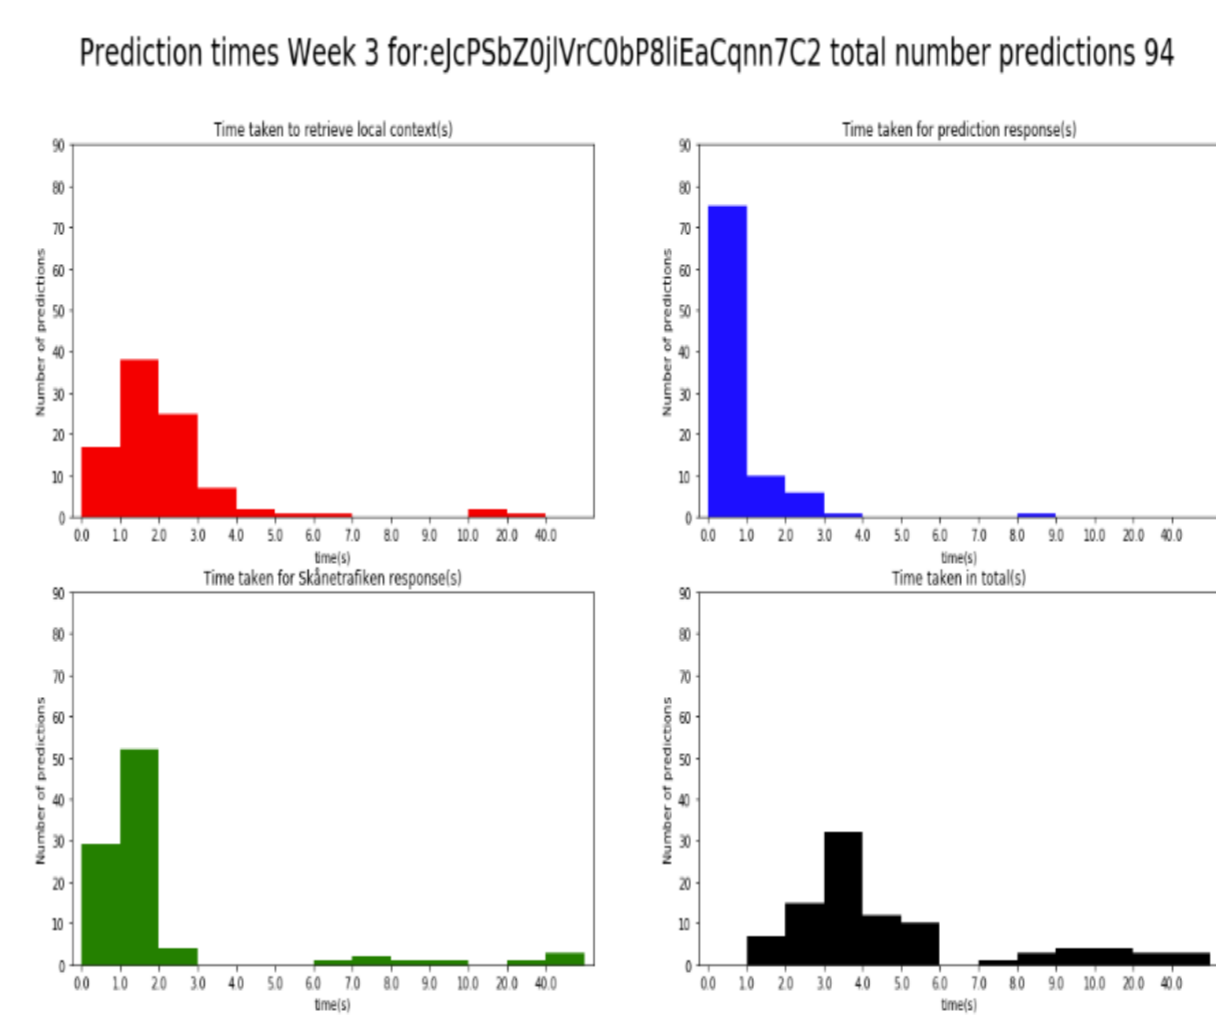 Prediction times Week 3 for:eJcPSbZ0jlVrC0bP8liEaCqnn7C2 total number predictions 94
Time taken to retrieve local context(s)
Number of predictions
90
80
70
60
50
40
30
20
10
0
0.0 1.0 2.0 3.0 4.0 5.0 6.0 7.0 8.0 9.0 10.0 20.0 40.0
time(s)
Time taken for prediction response(s)
Number of predictions
90
80
70
60
50
40
30
20
10
0
0.0 1.0 2.0 3.0 4.0 5.0 6.0 7.0 8.0 9.0 10.0 20.0 40.0
time(s)
Time taken for Skånetrafiken response(s)
Number of predictions
90
80
70
60
50
40
30
20
10
0
0.0 1.0 2.0 3.0 4.0 5.0 6.0 7.0 8.0 9.0 10.0 20.0 40.0
time(s)
Time taken in total(s)
Number of predictions
90
80
70
60
50
40
30
20
10
0
0.0 1.0 2.0 3.0 4.0 5.0 6.0 7.0 8.0 9.0 10.0 20.0 40.0
time(s)